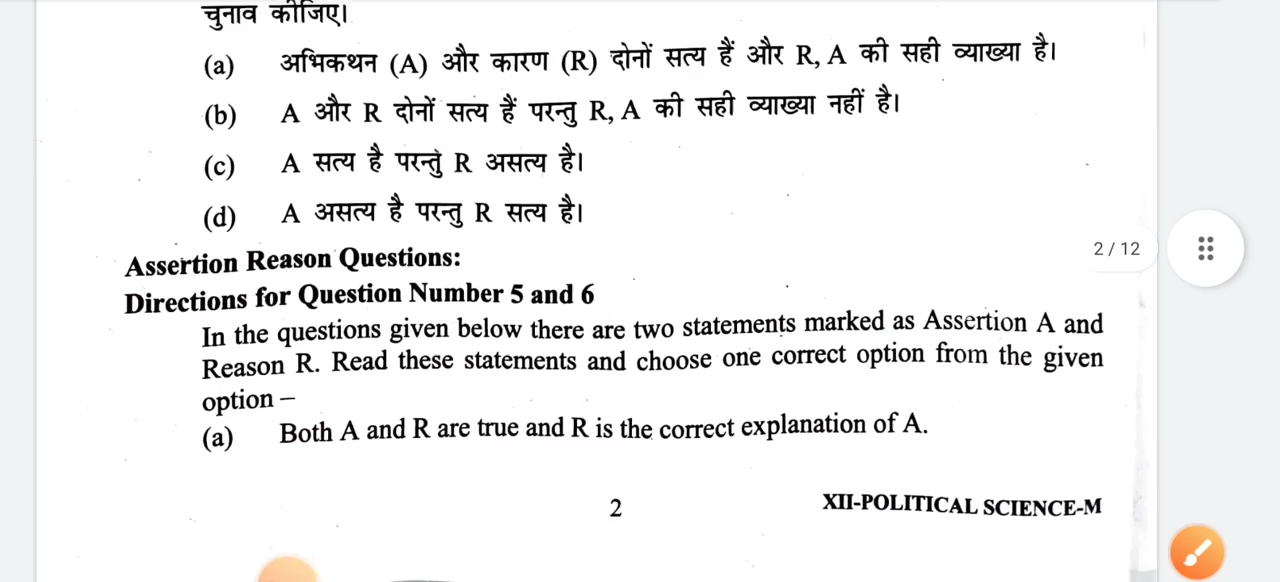 चुनाव कीजिए।
(a) अभिकथन (A) और कारण (R) दोनों सत्य हैं और R, A की सही व्याख्या है।
(b) A और R दोनों सत्य हैं परन्तु R, A की सही व्याख्या नहीं है।
(c) A सत्य है परन्तु R असत्य है।
(d) A असत्य है परन्तु R सत्य है।
Assertion Reason Questions:
2 / 12
Directions for Question Number 5 and 6
In the questions given below there are two statements marked as Assertion A and
Reason R. Read these statements and choose one correct option from the given
option –
(a) Both A and R are true and R is the correct explanation of A.
2 XII-POLITICAL SCIENCE-M